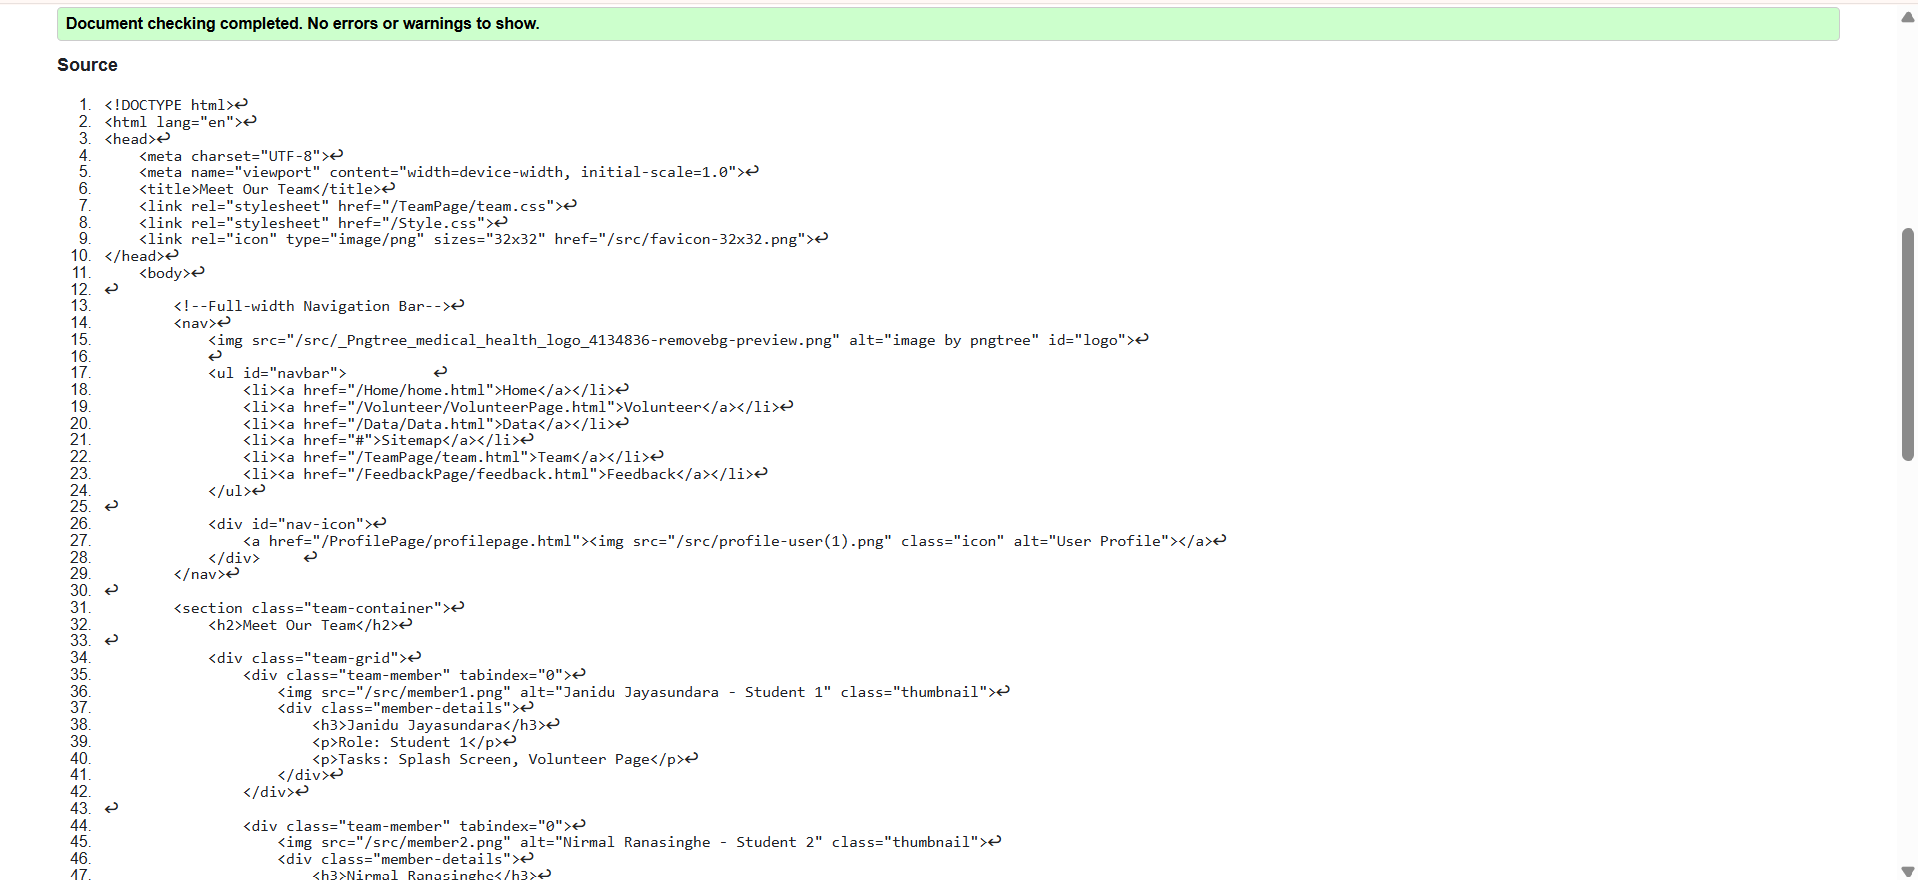 Document checking completed. No errors or warnings to show.
Source
1. <!DOCTYPE html>↩
2. <html lang="en">↩
3. <head>↩
4.     <meta charset="UTF-8">↩
5.     <meta name="viewport" content="width=device-width, initial-scale=1.0">↩
6.     <title>Meet Our Team</title>↩
7.     <link rel="stylesheet" href="/TeamPage/team.css">↩
8.     <link rel="stylesheet" href="/Style.css">↩
9.     <link rel="icon" type="image/png" sizes="32x32" href="/src/favicon-32x32.png">↩
10. </head>↩
11.     <body>↩
12. ↩
13.         <!--Full-width Navigation Bar-->↩
14.         <nav>↩
15.             <img src="/src/_Pngtree_medical_health_logo_4134836-removebg-preview.png" alt="image by pngtree" id="logo">↩
16.             ↩
17.             <ul id="navbar">           ↩
18.                 <li><a href="/Home/home.html">Home</a></li>↩
19.                 <li><a href="/Volunteer/VolunteerPage.html">Volunteer</a></li>↩
20.                 <li><a href="/Data/Data.html">Data</a></li>↩
21.                 <li><a href="#">Sitemap</a></li>↩
22.                 <li><a href="/TeamPage/team.html">Team</a></li>↩
23.                 <li><a href="/FeedbackPage/feedback.html">Feedback</a></li>↩
24.             </ul>↩
25. ↩
26.             <div id="nav-icon">↩
27.                 <a href="/ProfilePage/profilepage.html"><img src="/src/profile-user(1).png" class="icon" alt="User Profile"></a>↩
28.             </div>     ↩
29.         </nav>↩
30. ↩
31.         <section class="team-container">↩
32.             <h2>Meet Our Team</h2>↩
33. ↩
34.             <div class="team-grid">↩
35.                 <div class="team-member" tabindex="0">↩
36.                     <img src="/src/member1.png" alt="Janidu Jayasundara - Student 1" class="thumbnail">↩
37.                     <div class="member-details">↩
38.                         <h3>Janidu Jayasundara</h3>↩
39.                         <p>Role: Student 1</p>↩
40.                         <p>Tasks: Splash Screen, Volunteer Page</p>↩
41.                     </div>↩
42.                 </div>↩
43. ↩
44.                 <div class="team-member" tabindex="0">↩
45.                     <img src="/src/member2.png" alt="Nirmal Ranasinghe - Student 2" class="thumbnail">↩
46.                     <div class="member-details">↩
47.                         <h3>Nirmal Ranasinghe</h3>↩